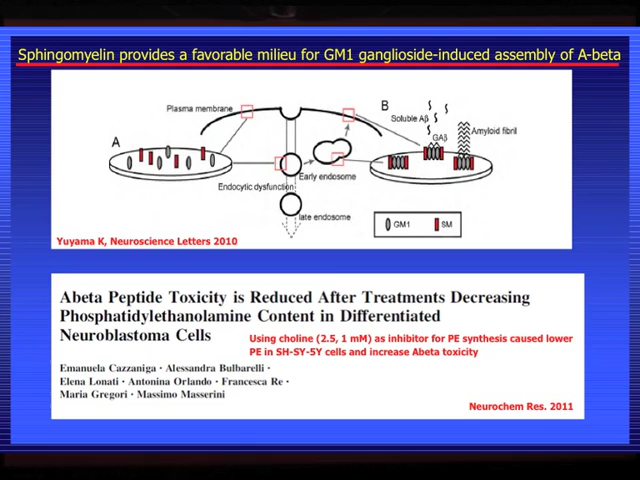 Sphingomyelin provides a favorable milieu for GM1 ganglioside-induced assembly of A-beta
Plasma membrane
B
Soluble Aβ
GAβ
Amyloid fibril
A
Early endosome
Endocytic dysfunction
late endosome
GM1
SM
Yuyama K, Neuroscience Letters 2010
Abeta Peptide Toxicity is Reduced After Treatments Decreasing
Phosphatidylethanolamine Content in Differentiated
Neuroblastoma Cells
Using choline (2.5, 1 mM) as inhibitor for PE synthesis caused lower
PE in SH-SY-5Y cells and increase Abeta toxicity
Emanuela Cazzaniga · Alessandra Bulbarelli ·
Elena Lonati · Antonina Orlando · Francesca Re ·
Maria Gregori · Massimo Masserini
Neurochem Res. 2011